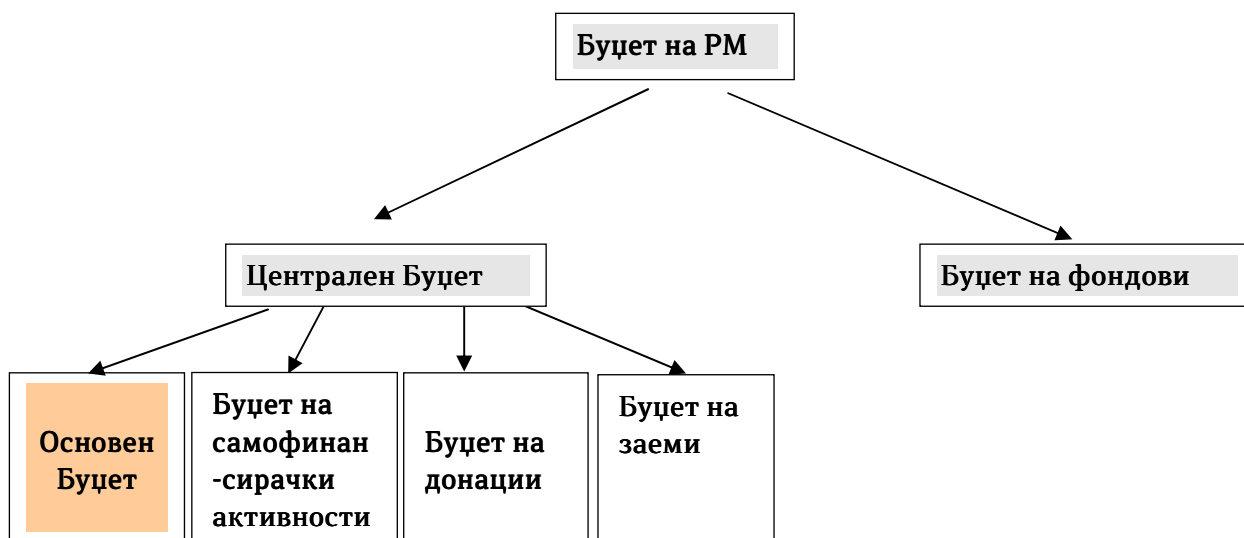 Буџет на РМ
Централен Буџет
Буџет на фондови
Основен
Буџет
Буџет на
самофинан
-сирачки
активности
Буџет на
донации
Буџет на
заеми